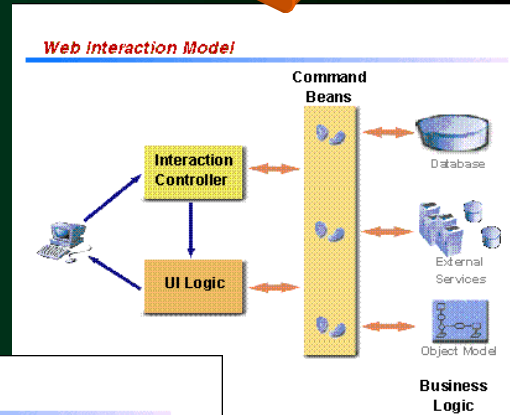 Web Interaction Model
Command
Beans
Interaction
Controller
UI Logic
Database
External
Services
Object Model
Business
Logic